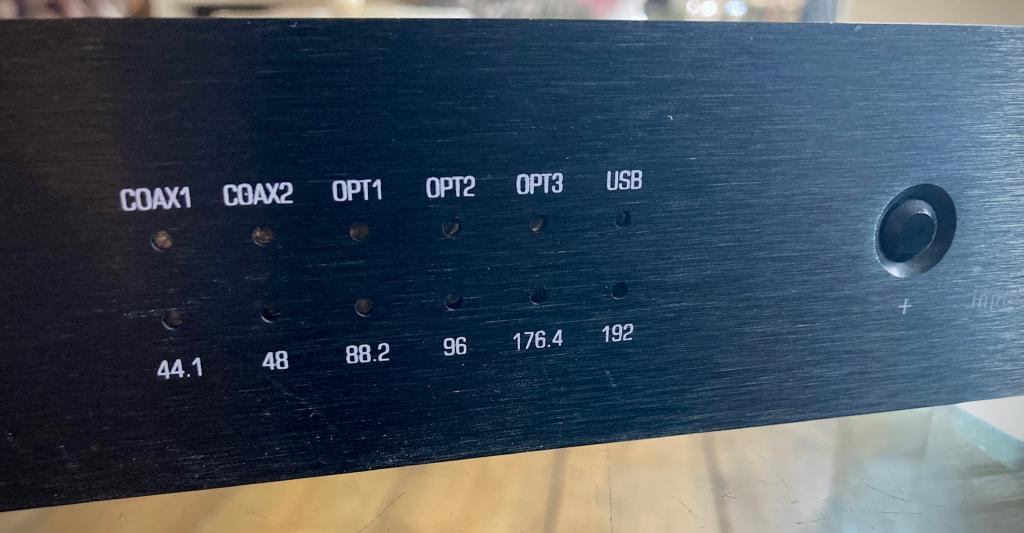 COAX1 COAX2 OPT1 OPT2 OPT3 USB
44.1 48 88.2 96 176.4 192
+